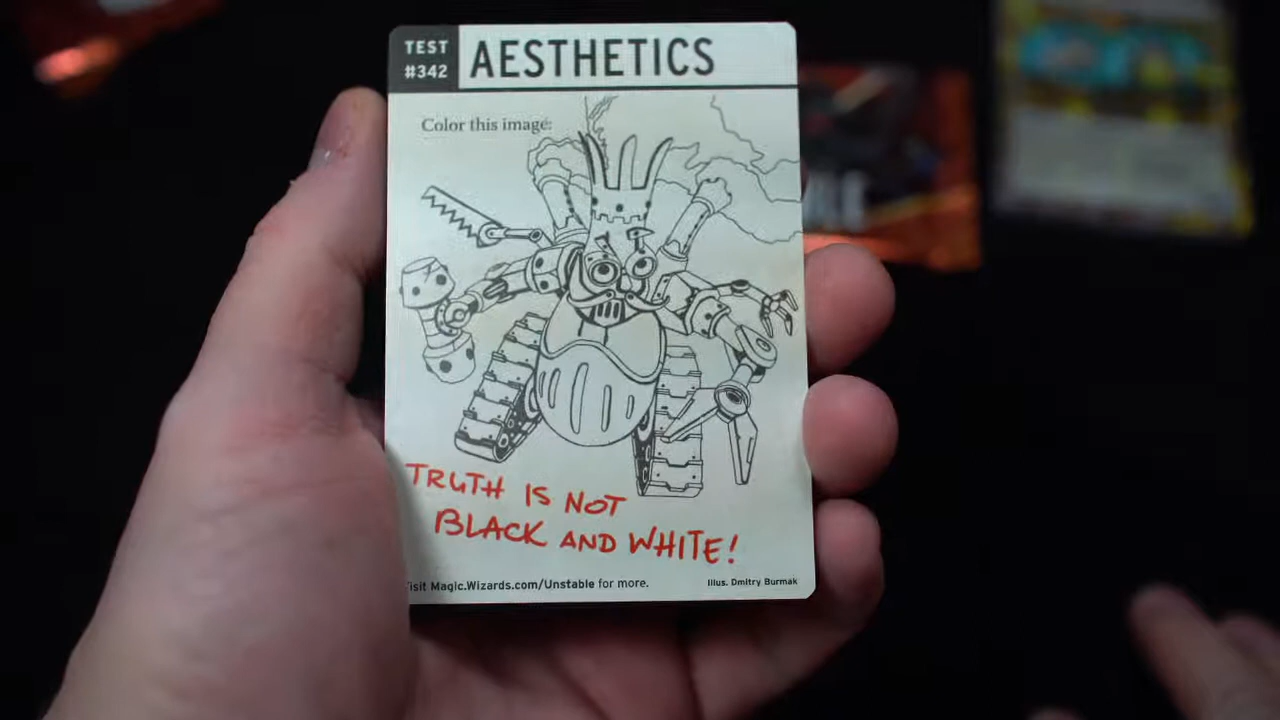 TEST
#342
AESTHETICS
Color this image:
TRUTH IS NOT
BLACK AND WHITE!
isit Magic.Wizards.com/Unstable for more.
Illus. Dmitry Burmak